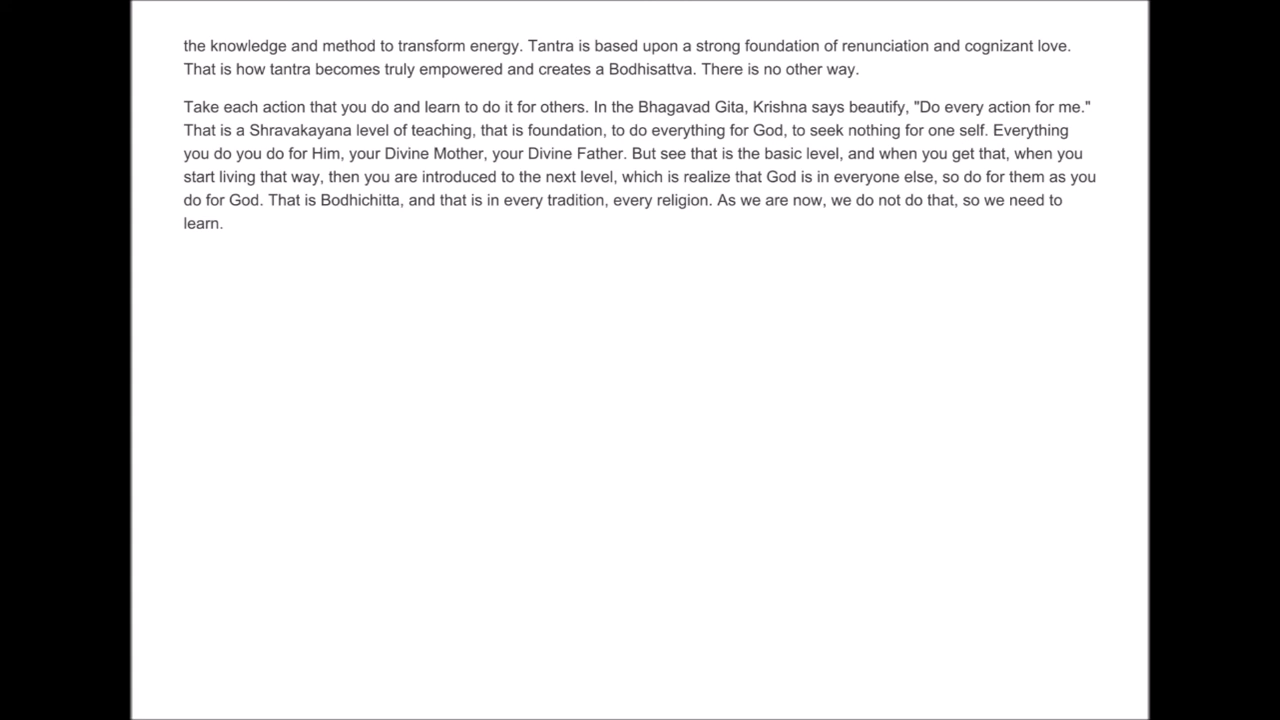 the knowledge and method to transform energy. Tantra is based upon a strong foundation of renunciation and cognizant love.
That is how tantra becomes truly empowered and creates a Bodhisattva. There is no other way.
Take each action that you do and learn to do it for others. In the Bhagavad Gita, Krishna says beautify, "Do every action for me."
That is a Shravakayana level of teaching, that is foundation, to do everything for God, to seek nothing for one self. Everything
you do you do for Him, your Divine Mother, your Divine Father. But see that is the basic level, and when you get that, when you
start living that way, then you are introduced to the next level, which is realize that God is in everyone else, so do for them as you
do for God. That is Bodhichitta, and that is in every tradition, every religion. As we are now, we do not do that, so we need to
learn.